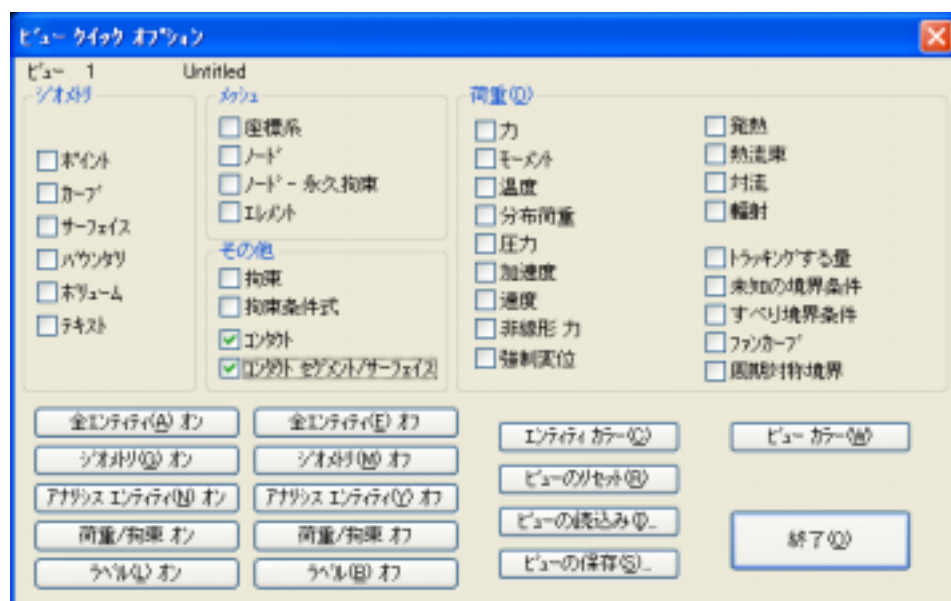 ビュー クイック オプション
ビュー 1 Untitled
ジオメトリ
ポイント
カーブ
サーフェイス
バウンダリ
ボリューム
テキスト
メッシュ
座標系
ノード
ノード - 永久拘束
エレメント
その他
拘束
拘束条件式
コンタクト
コンタクト セグメント/サーフェイス
荷重(D)
力
モーメント
温度
分布荷重
圧力
加速度
速度
非線形 力
強制変位
発熱
熱流束
対流
輻射
トラッキングする量
未知の境界条件
すべり境界条件
ファンカーブ
周期対称境界
全エンティティ(A) オン
全エンティティ(E) オフ
ジオメトリ(G) オン
ジオメトリ(M) オフ
アナリシス エンティティ(N) オン
アナリシス エンティティ(Y) オフ
荷重/拘束 オン
荷重/拘束 オフ
ラベル(L) オン
ラベル(B) オフ
エンティティ カラー(C)
ビューのリセット(R)
ビューの読込み(I)...
ビューの保存(S)...
ビュー カラー(W)
終了(O)